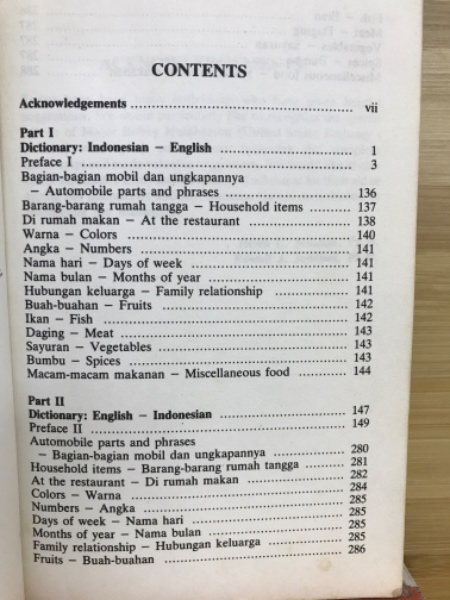 CONTENTS
Acknowledgements vii
Part I
Dictionary: Indonesian – English 1
Preface I 3
Bagian-bagian mobil dan ungkapannya
– Automobile parts and phrases 136
Barang-barang rumah tangga – Household items 137
Di rumah makan – At the restaurant 138
Warna – Colors 140
Angka – Numbers 141
Nama hari – Days of week 141
Nama bulan – Months of year 141
Hubungan keluarga – Family relationship 141
Buah-buahan – Fruits 142
Ikan – Fish 142
Daging – Meat 143
Sayuran – Vegetables 143
Bumbu – Spices 143
Macam-macam makanan – Miscellaneous food 144
Part II
Dictionary: English – Indonesian 147
Preface II 149
Automobile parts and phrases
– Bagian-bagian mobil dan ungkapannya 280
Household items – Barang-barang rumah tangga 281
At the restaurant – Di rumah makan 282
Colors – Warna 284
Numbers – Angka 285
Days of week – Nama hari 285
Months of year – Nama bulan 285
Family relationship – Hubungan keluarga 285
Fruits – Buah-buahan 286